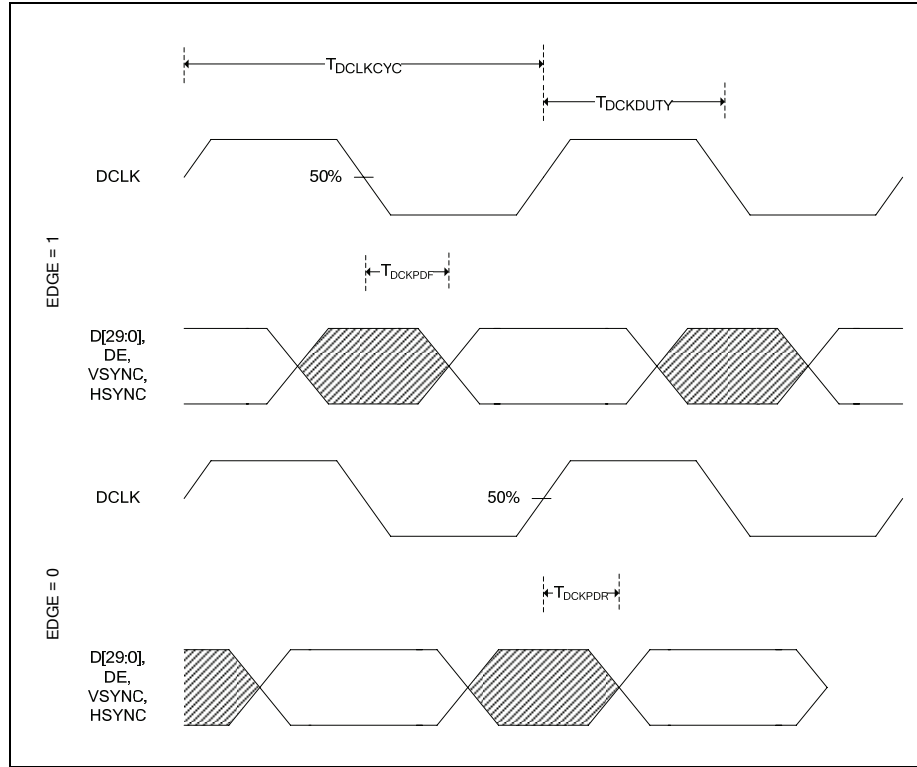 TDCLKCYC
TDCKDUTY
DCLK
50%
EDGE = 1
TDCKPDF
D[29:0],
DE,
VSYNC,
HSYNC
DCLK
50%
EDGE = 0
TDCKPDR
D[29:0],
DE,
VSYNC,
HSYNC